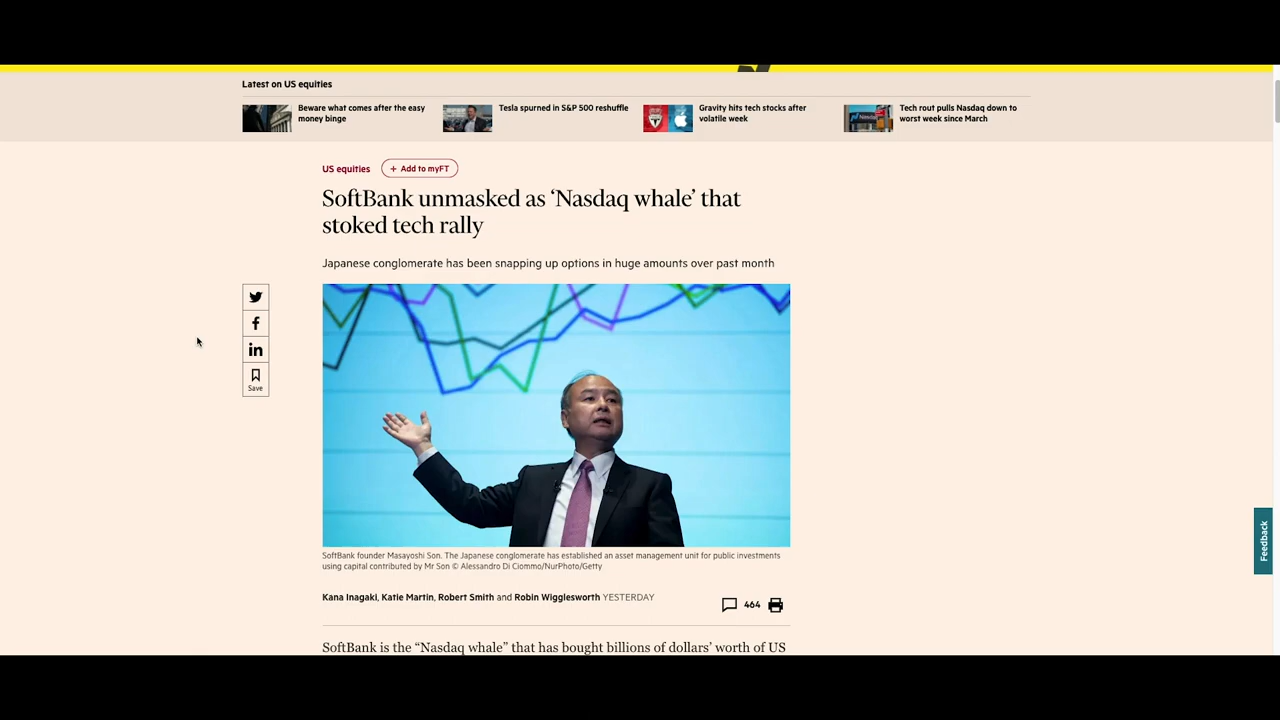 Latest on US equities
Beware what comes after the easy
money binge
Tesla spurned in S&P 500 reshuffle
Gravity hits tech stocks after
volatile week
Tech rout pulls Nasdaq down to
worst week since March
US equities
+ Add to myFT
SoftBank unmasked as ‘Nasdaq whale’ that
stoked tech rally
Japanese conglomerate has been snapping up options in huge amounts over past month
in
Save
SoftBank founder Masayoshi Son. The Japanese conglomerate has established an asset management unit for public investments
using capital contributed by Mr Son © Alessandro Di Ciommo/NurPhoto/Getty
Kana Inagaki, Katie Martin, Robert Smith and Robin Wigglesworth YESTERDAY
464
SoftBank is the “Nasdaq whale” that has bought billions of dollars’ worth of US
Feedback